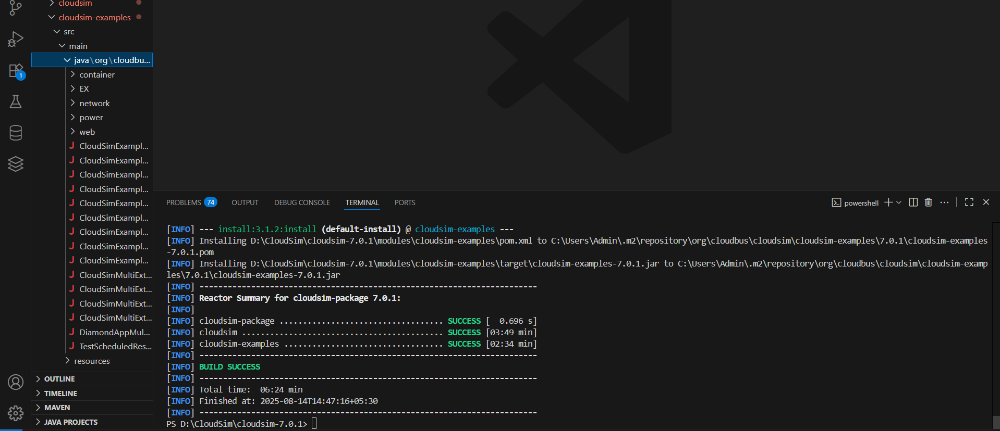 cloudsim
cloudsim-examples
src
main
java\org\cloudbu...
container
EX
network
power
web
CloudSimExampl...
CloudSimExampl...
CloudSimExampl...
CloudSimExampl...
CloudSimExampl...
CloudSimExampl...
CloudSimExampl...
CloudSimExampl...
CloudSimExampl...
CloudSimMultiExt...
CloudSimMultiExt...
CloudSimMultiExt...
CloudSimMultiExt...
DiamondAppMul...
TestScheduledRes...
resources
OUTLINE
TIMELINE
MAVEN
JAVA PROJECTS
1
PROBLEMS 74 OUTPUT DEBUG CONSOLE TERMINAL PORTS powershell
[INFO] --- install:3.1.2:install (default-install) @ cloudsim-examples ---
[INFO] Installing D:\CloudSim\cloudsim-7.0.1\modules\cloudsim-examples\pom.xml to C:\Users\Admin\.m2\repository\org\cloudbus\cloudsim\cloudsim-examples\7.0.1\cloudsim-examples
-7.0.1.pom
[INFO] Installing D:\CloudSim\cloudsim-7.0.1\modules\cloudsim-examples\target\cloudsim-examples-7.0.1.jar to C:\Users\Admin\.m2\repository\org\cloudbus\cloudsim\cloudsim-examp
les\7.0.1\cloudsim-examples-7.0.1.jar
[INFO] ------------------------------------------------------------------------
[INFO] Reactor Summary for cloudsim-package 7.0.1:
[INFO]
[INFO] cloudsim-package ................................... SUCCESS [  0.696 s]
[INFO] cloudsim ........................................... SUCCESS [03:49 min]
[INFO] cloudsim-examples .................................. SUCCESS [02:34 min]
[INFO] ------------------------------------------------------------------------
[INFO] BUILD SUCCESS
[INFO] ------------------------------------------------------------------------
[INFO] Total time:  06:24 min
[INFO] Finished at: 2025-08-14T14:47:16+05:30
[INFO] ------------------------------------------------------------------------
PS D:\CloudSim\cloudsim-7.0.1>